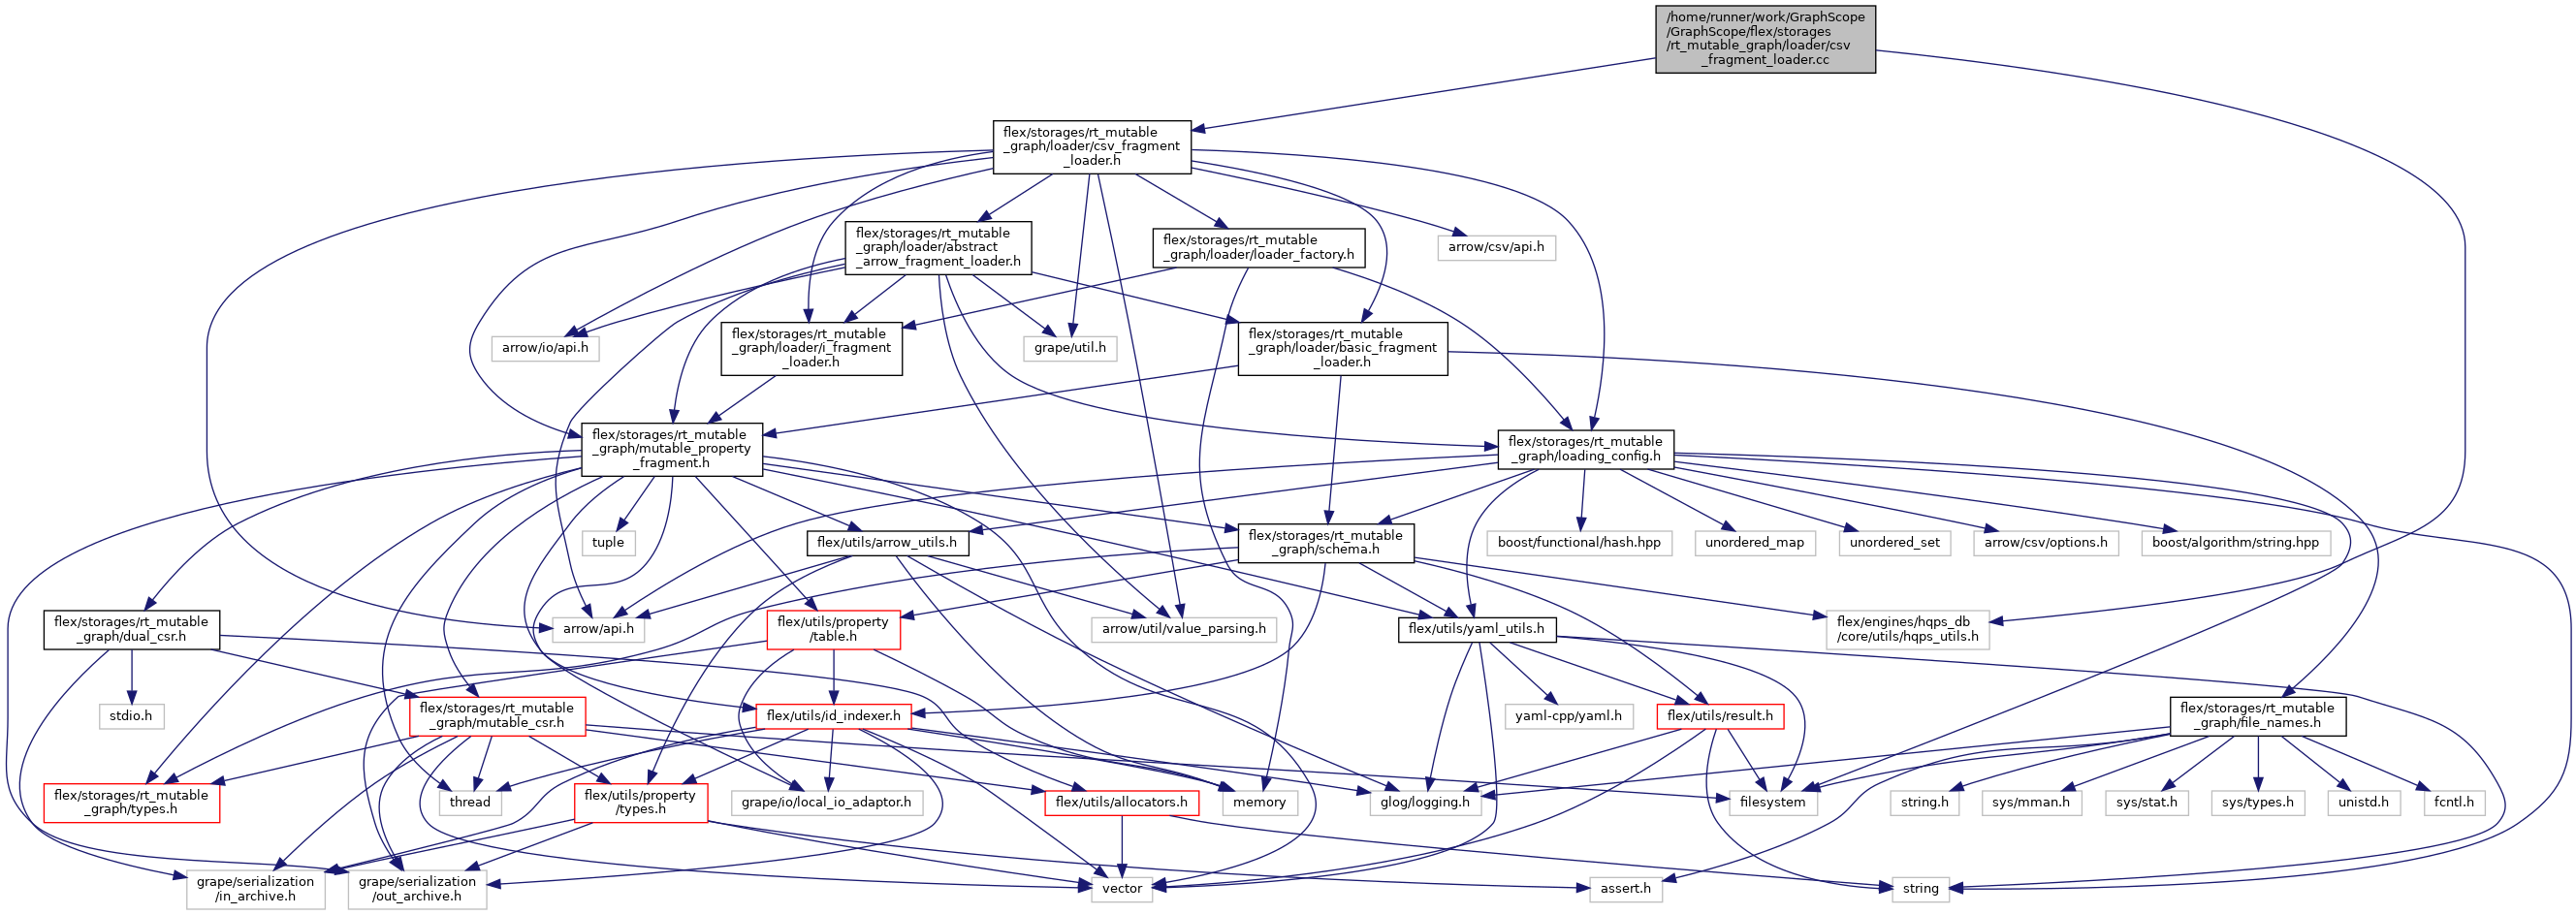 /home/runner/work/GraphScope
/GraphScope/flex/storages
/rt_mutable_graph/loader/csv
_fragment_loader.cc
flex/storages/rt_mutable
_graph/loader/csv_fragment
_loader.h
flex/storages/rt_mutable
_graph/loader/abstract
_arrow_fragment_loader.h
flex/storages/rt_mutable
_graph/loader/loader_factory.h
arrow/csv/api.h
arrow/io/api.h
flex/storages/rt_mutable
_graph/loader/i_fragment
_loader.h
grape/util.h
flex/storages/rt_mutable
_graph/loader/basic_fragment
_loader.h
flex/storages/rt_mutable
_graph/mutable_property
_fragment.h
flex/storages/rt_mutable
_graph/loading_config.h
tuple
flex/utils/arrow_utils.h
flex/storages/rt_mutable
_graph/schema.h
boost/functional/hash.hpp
unordered_map
unordered_set
arrow/csv/options.h
boost/algorithm/string.hpp
flex/storages/rt_mutable
_graph/dual_csr.h
arrow/api.h
flex/utils/property
/table.h
arrow/util/value_parsing.h
flex/utils/yaml_utils.h
flex/engines/hqps_db
/core/utils/hqps_utils.h
stdio.h
flex/storages/rt_mutable
_graph/mutable_csr.h
flex/utils/id_indexer.h
yaml-cpp/yaml.h
flex/utils/result.h
flex/storages/rt_mutable
_graph/file_names.h
flex/storages/rt_mutable
_graph/types.h
thread
flex/utils/property
/types.h
grape/io/local_io_adaptor.h
flex/utils/allocators.h
memory
glog/logging.h
filesystem
string.h
sys/mman.h
sys/stat.h
sys/types.h
unistd.h
fcntl.h
grape/serialization
/in_archive.h
grape/serialization
/out_archive.h
vector
assert.h
string